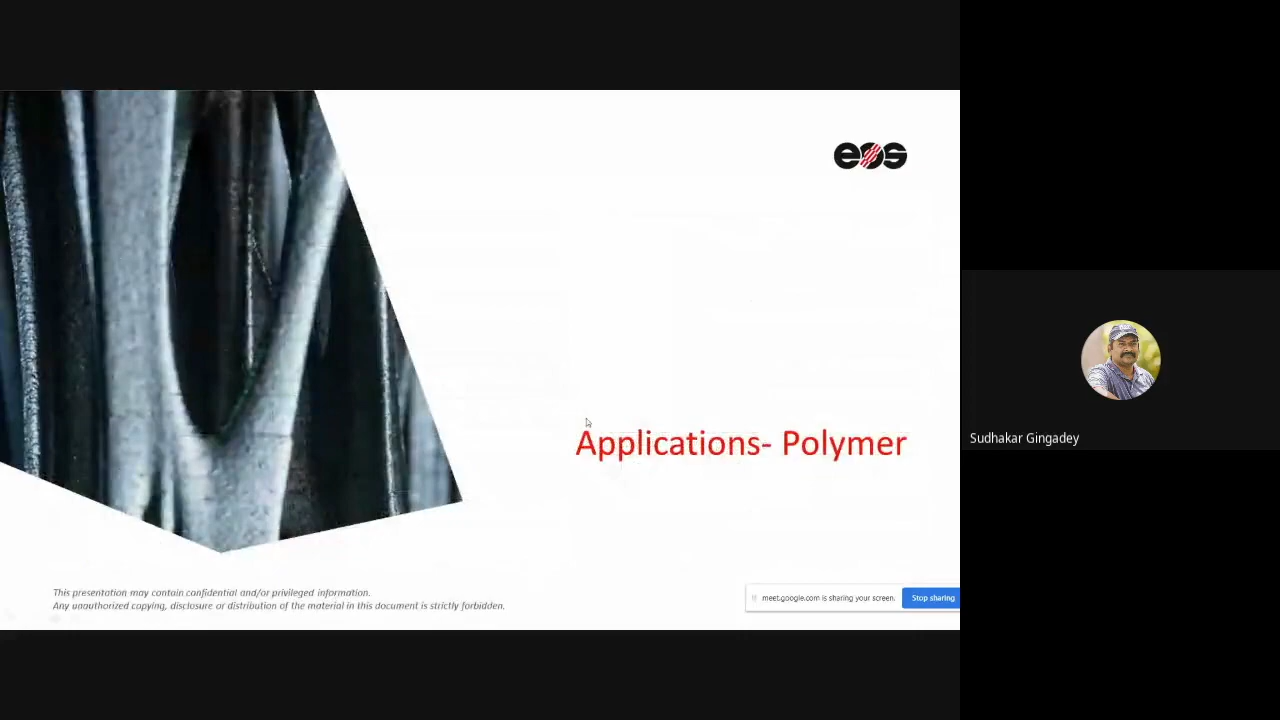 eos
Applications- Polymer
This presentation may contain confidential and/or privileged information.
Any unauthorized copying, disclosure or distribution of the material in this document is strictly forbidden.
meet.google.com is sharing your screen.
Stop sharing
Sudhakar Gingadey